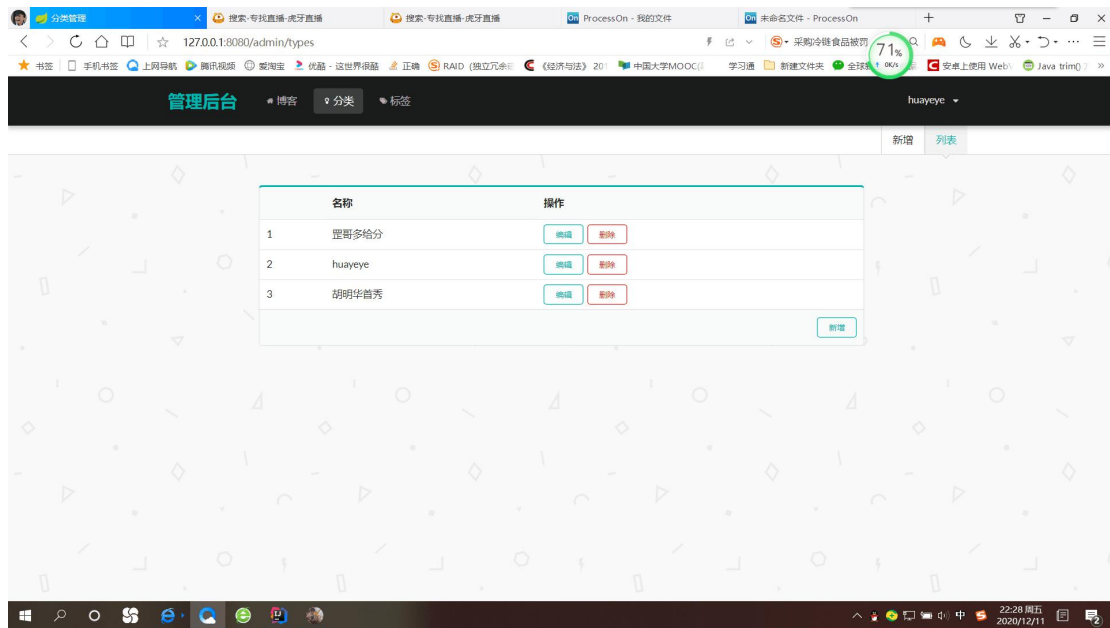 分类管理
搜索-专找直播-虎牙直播
搜索-专找直播-虎牙直播
On ProcessOn - 我的文件
On 未命名文件 - ProcessOn
127.0.0.1:8080/admin/types
采购冷链食品被罚
71%
0K/s
书签
手机书签
上网导航
腾讯视频
爱淘宝
优酷 - 这世界很酷
正确
RAID (独立冗余
《经济与法》 201
中国大学MOOC(
学习通
新建文件夹
全球
安卓上使用 Web
Java trim()
管理后台
博客
分类
标签
huayeye
新增
列表
名称 操作
1 罡哥多给分 编辑 删除
2 huayeye 编辑 删除
3 胡明华首秀 编辑 删除
新增
中
22:28 周五
2020/12/11
2